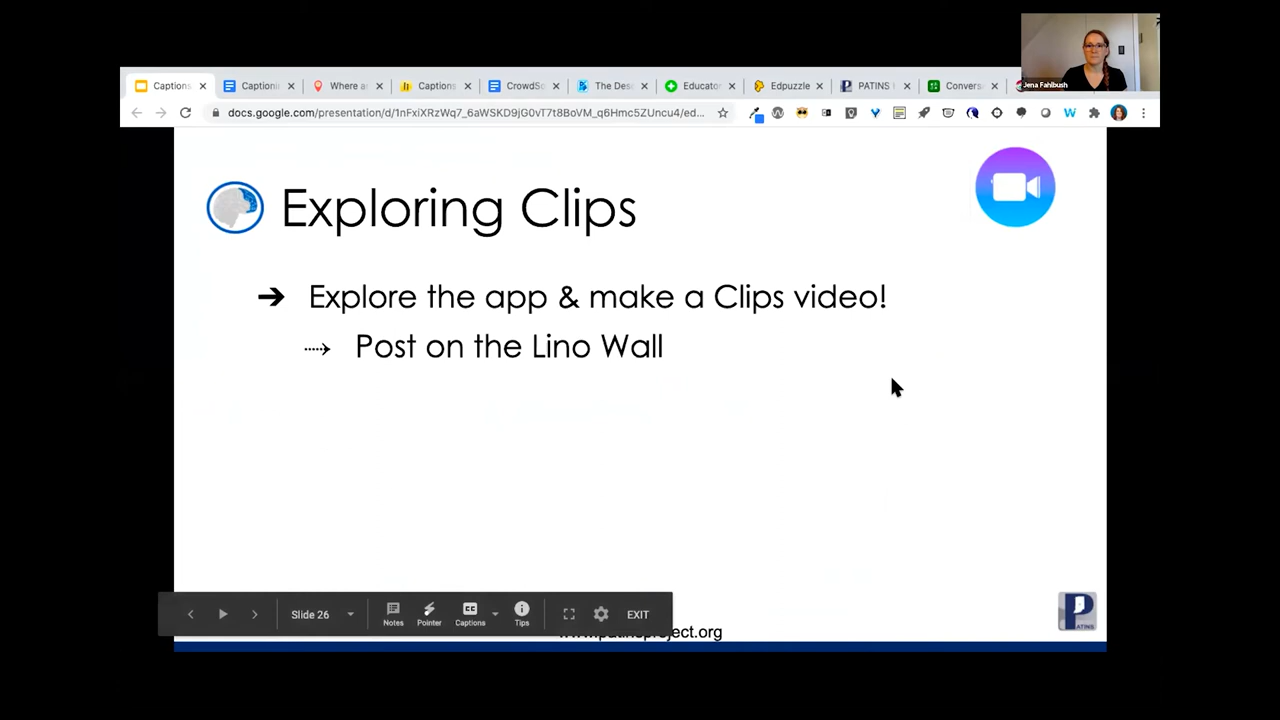 Jena Fahlbush
Captions
Captioni
Where
Captions
CrowdSc
The Des
Educator
Edpuzzle
PATINS
Convers
docs.google.com/presentation/d/1nFxiXRzWq7_6aWSKD9jG0vT7t8BoVM_q6Hmc5ZUncu4/ed...
Exploring Clips
➔ Explore the app & make a Clips video!
⤑ Post on the Lino Wall
Slide 26
Notes
Pointer
CC
Captions
Tips
EXIT
www.patinsproject.org
PATINS